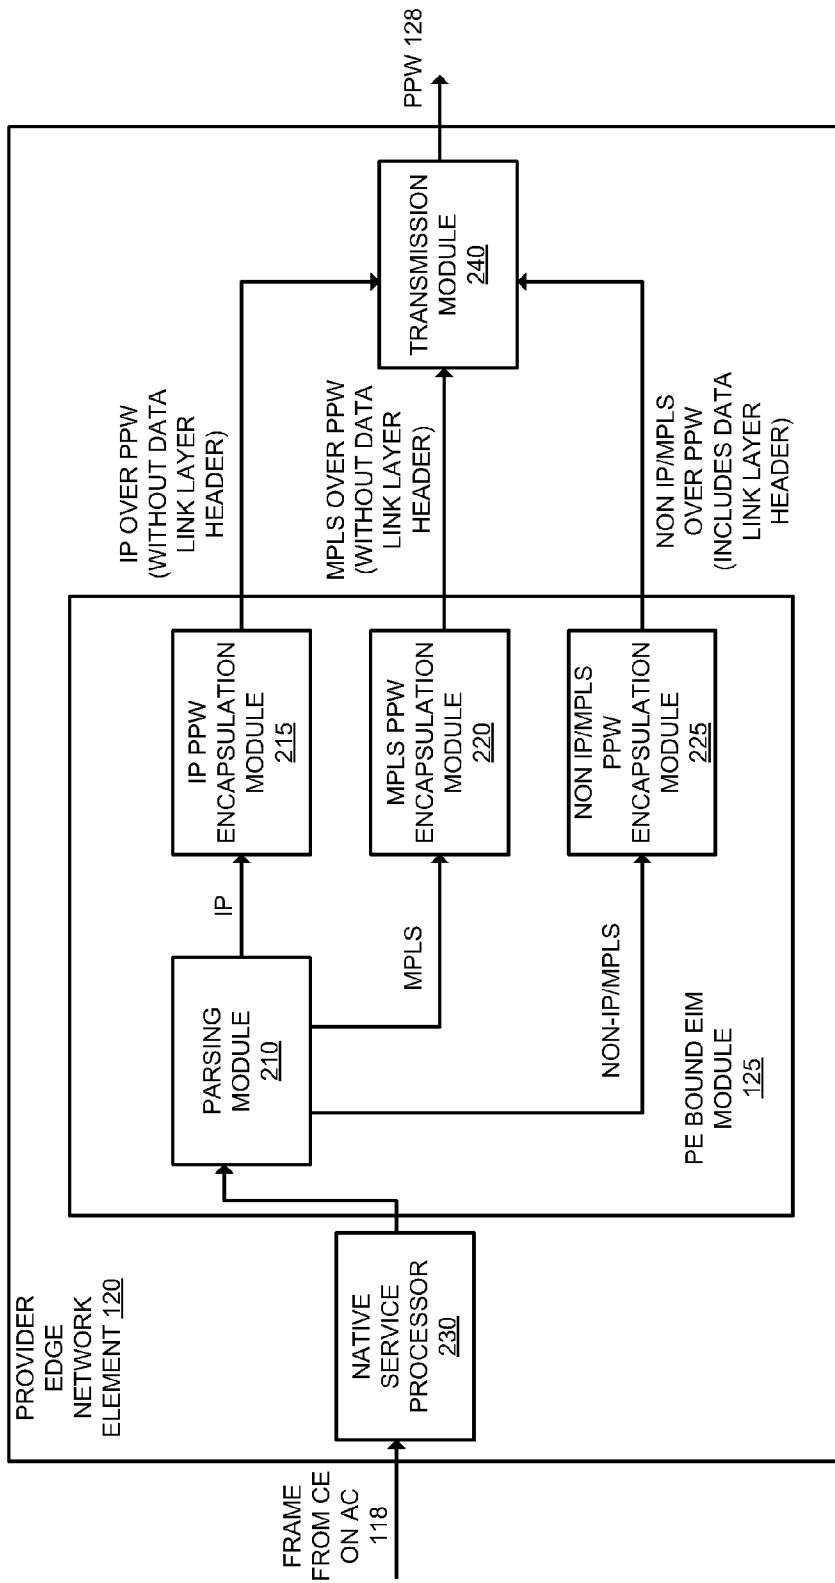 PROVIDER
EDGE
NETWORK
ELEMENT 120
FRAME
FROM CE
ON AC
118
NATIVE
SERVICE
PROCESSOR
230
PARSING
MODULE
210
IP
MPLS
NON-IP/MPLS
PE BOUND EIM
MODULE
125
IP PPW
ENCAPSULATION
MODULE
215
MPLS PPW
ENCAPSULATION
MODULE
220
NON IP/MPLS
PPW
ENCAPSULATION
MODULE
225
IP OVER PPW
(WITHOUT DATA
LINK LAYER
HEADER)
MPLS OVER PPW
(WITHOUT DATA
LINK LAYER
HEADER)
NON IP/MPLS
OVER PPW
(INCLUDES DATA
LINK LAYER
HEADER)
TRANSMISSION
MODULE
240
PPW 128